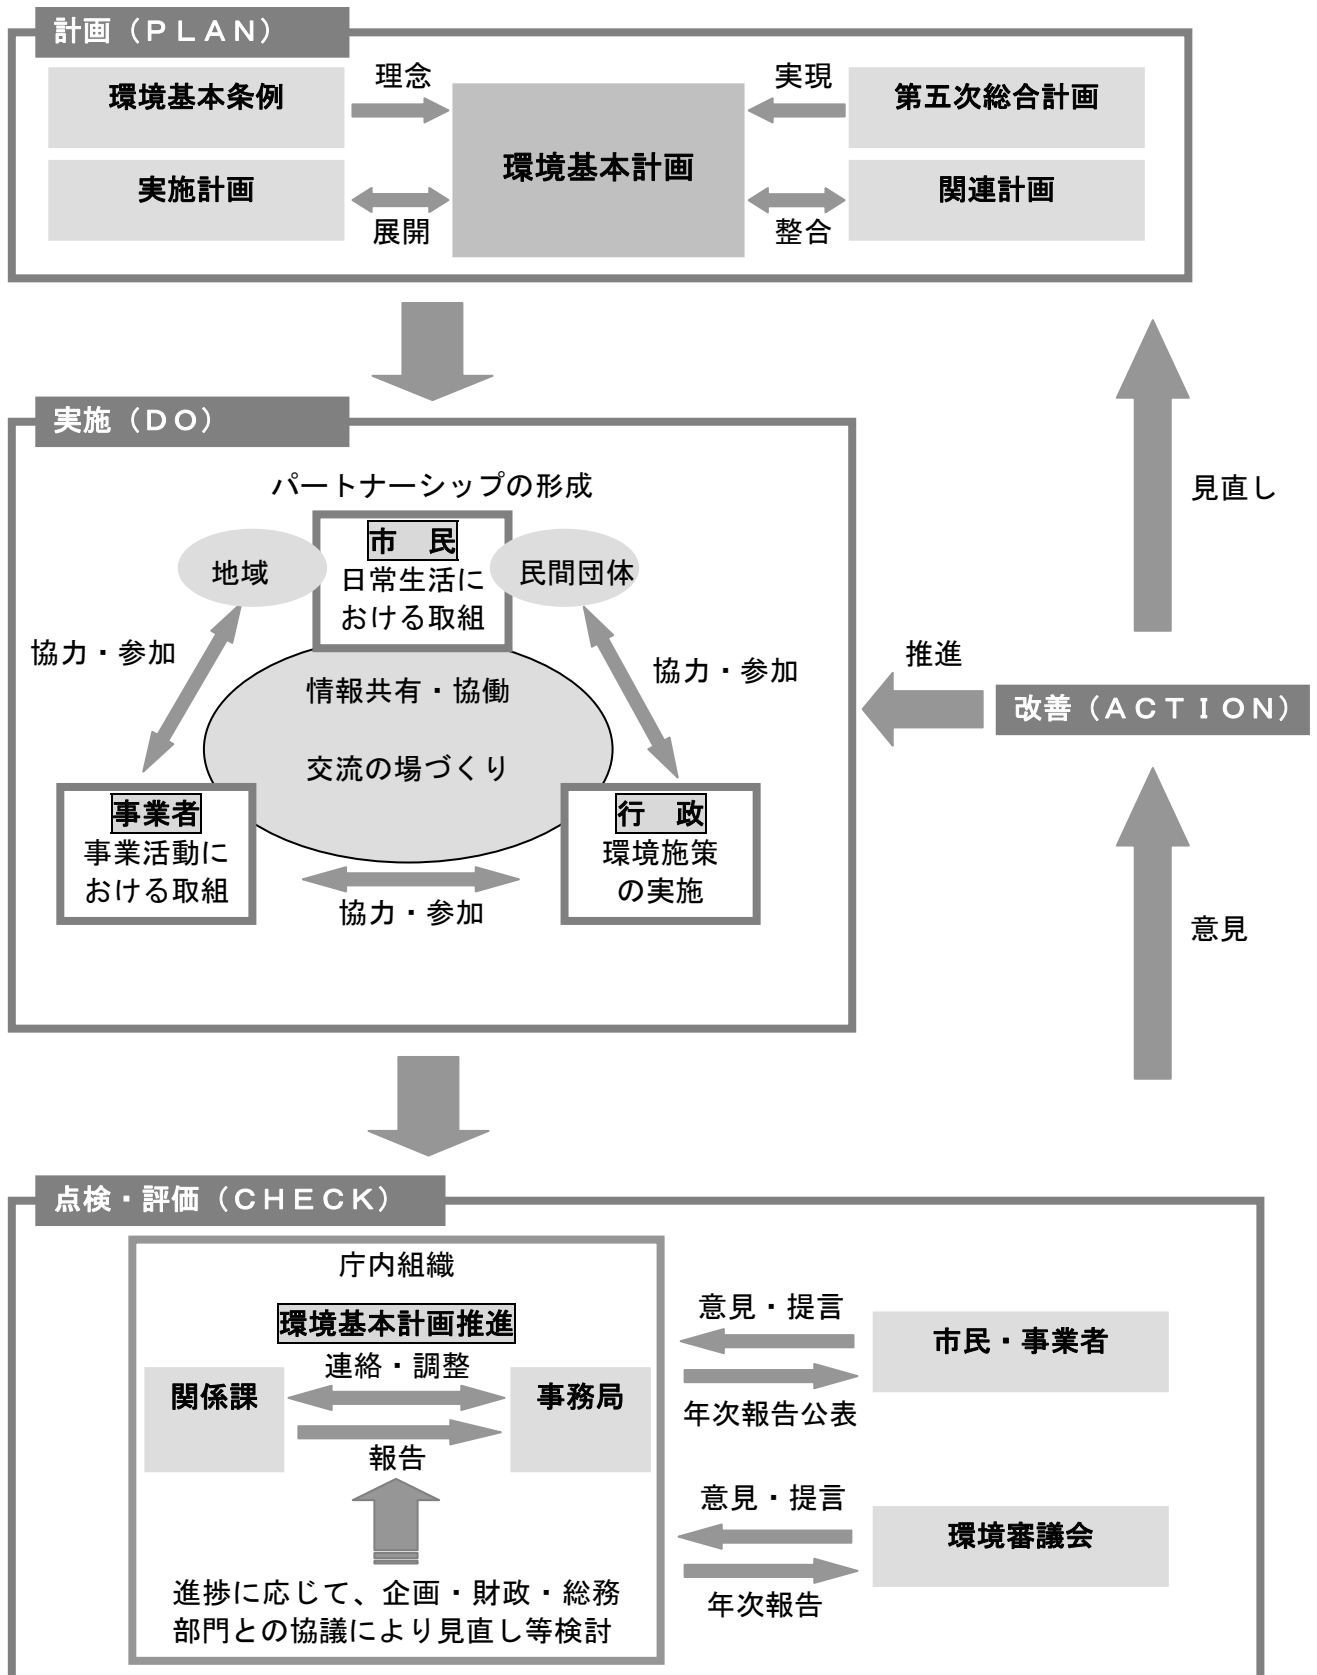 計画（ＰＬＡＮ）
環境基本条例
理念
環境基本計画
実現
第五次総合計画
実施計画
展開
整合
関連計画
見直し
実施（ＤＯ）
パートナーシップの形成
地域
市　民
日常生活に
おける取組
民間団体
協力・参加
協力・参加
情報共有・協働
交流の場づくり
事業者
事業活動に
おける取組
行　政
環境施策
の実施
協力・参加
推進
改善（ＡＣＴＩＯＮ）
意見
点検・評価（ＣＨＥＣＫ）
庁内組織
環境基本計画推進
連絡・調整
関係課
事務局
報告
進捗に応じて、企画・財政・総務
部門との協議により見直し等検討
意見・提言
市民・事業者
年次報告公表
意見・提言
環境審議会
年次報告